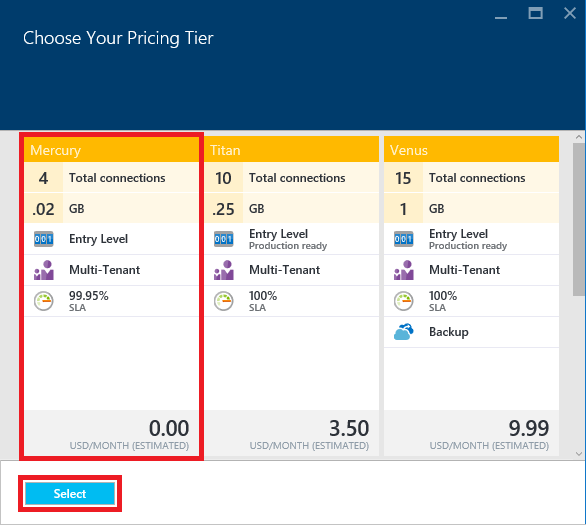 Choose Your Pricing Tier
Mercury
4 Total connections
.02 GB
001 Entry Level
Multi-Tenant
99.95%
SLA
0.00
USD/MONTH (ESTIMATED)
Titan
10 Total connections
.25 GB
001 Entry Level
Production ready
Multi-Tenant
100%
SLA
3.50
USD/MONTH (ESTIMATED)
Venus
15 Total connections
1 GB
001 Entry Level
Production ready
Multi-Tenant
100%
SLA
Backup
9.99
USD/MONTH (ESTIMATED)
Select